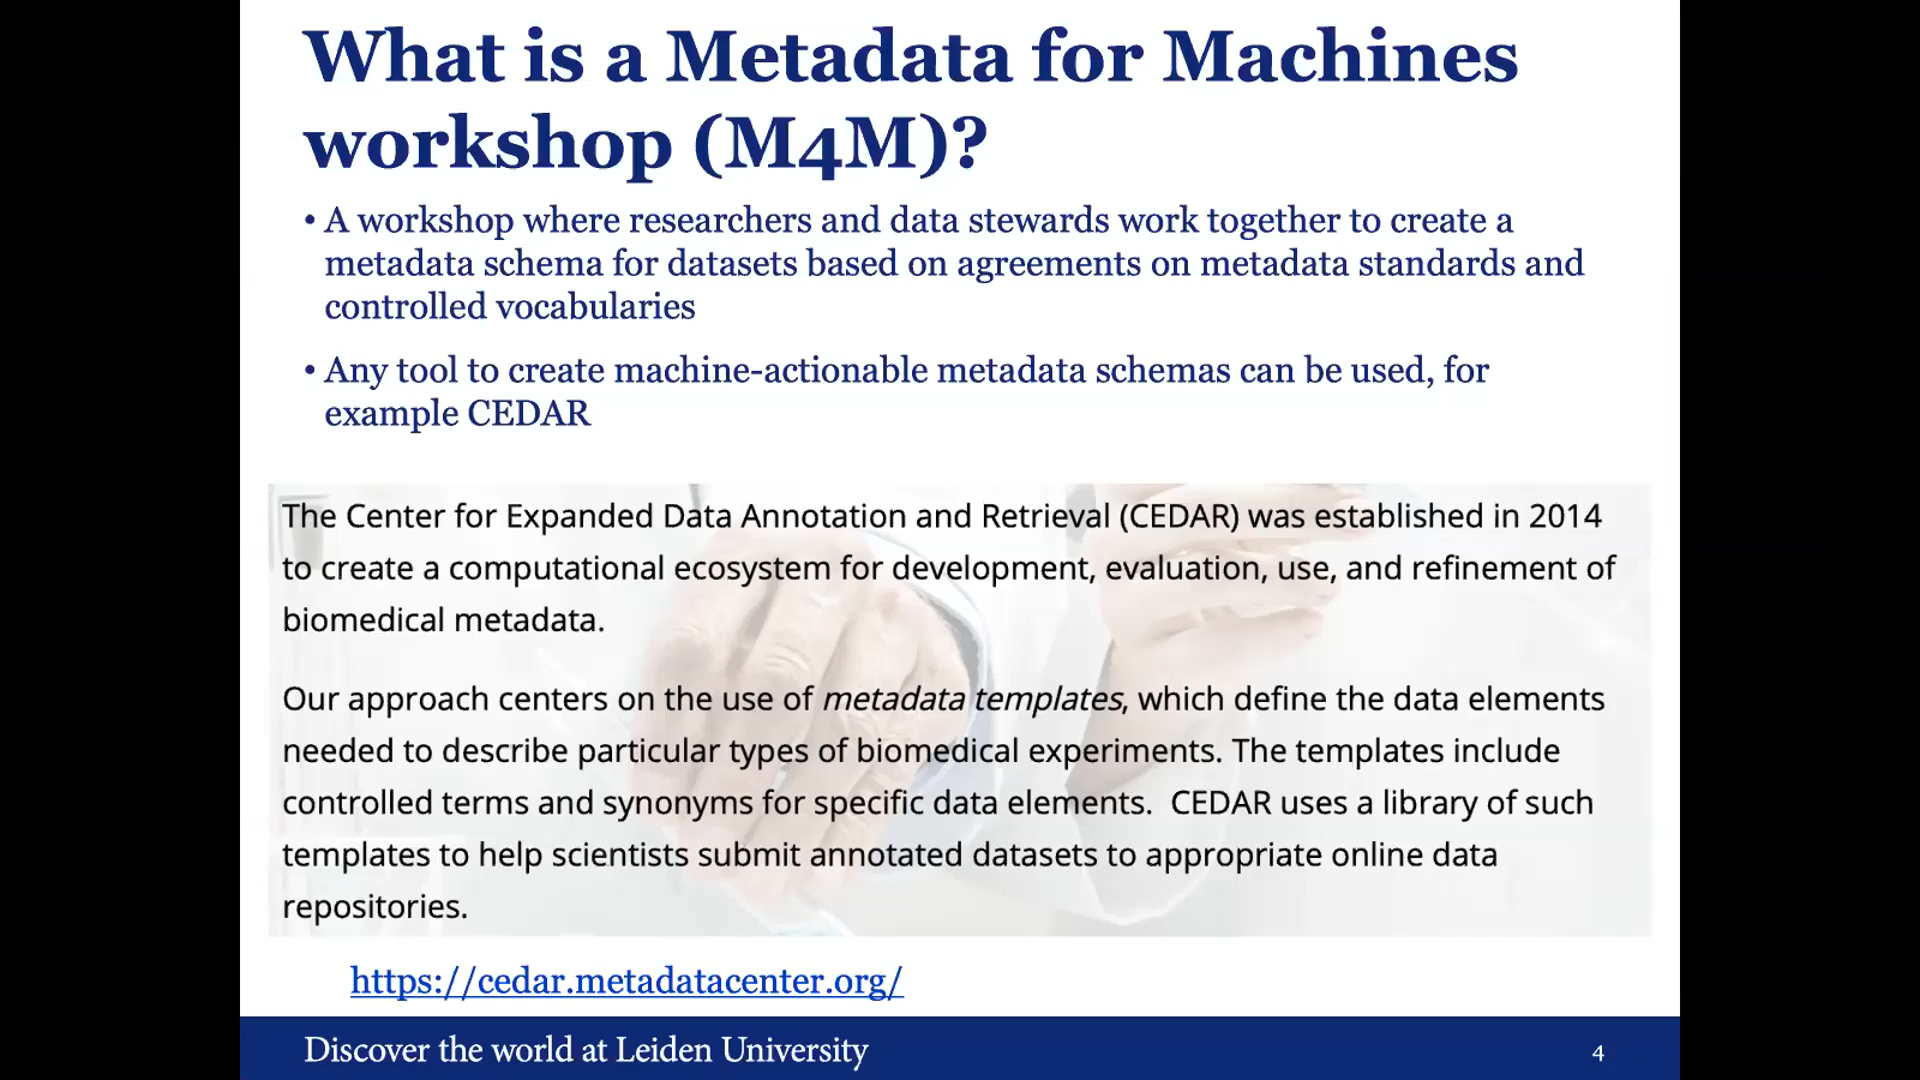 What is a Metadata for Machines
workshop (M4M)?
• A workshop where researchers and data stewards work together to create a
metadata schema for datasets based on agreements on metadata standards and
controlled vocabularies
• Any tool to create machine-actionable metadata schemas can be used, for
example CEDAR
The Center for Expanded Data Annotation and Retrieval (CEDAR) was established in 2014
to create a computational ecosystem for development, evaluation, use, and refinement of
biomedical metadata.
Our approach centers on the use of metadata templates, which define the data elements
needed to describe particular types of biomedical experiments. The templates include
controlled terms and synonyms for specific data elements.  CEDAR uses a library of such
templates to help scientists submit annotated datasets to appropriate online data
repositories.
https://cedar.metadatacenter.org/
Discover the world at Leiden University
4